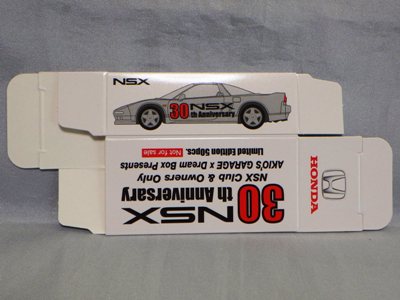 NSX
30 NSX
th Anniversary
NSX
30 th Anniversary
NSX Club & Owners Only
AKIO'S GARAGE x Dream Box Presents
Limited Edition 50pcs. Not for sale
HONDA